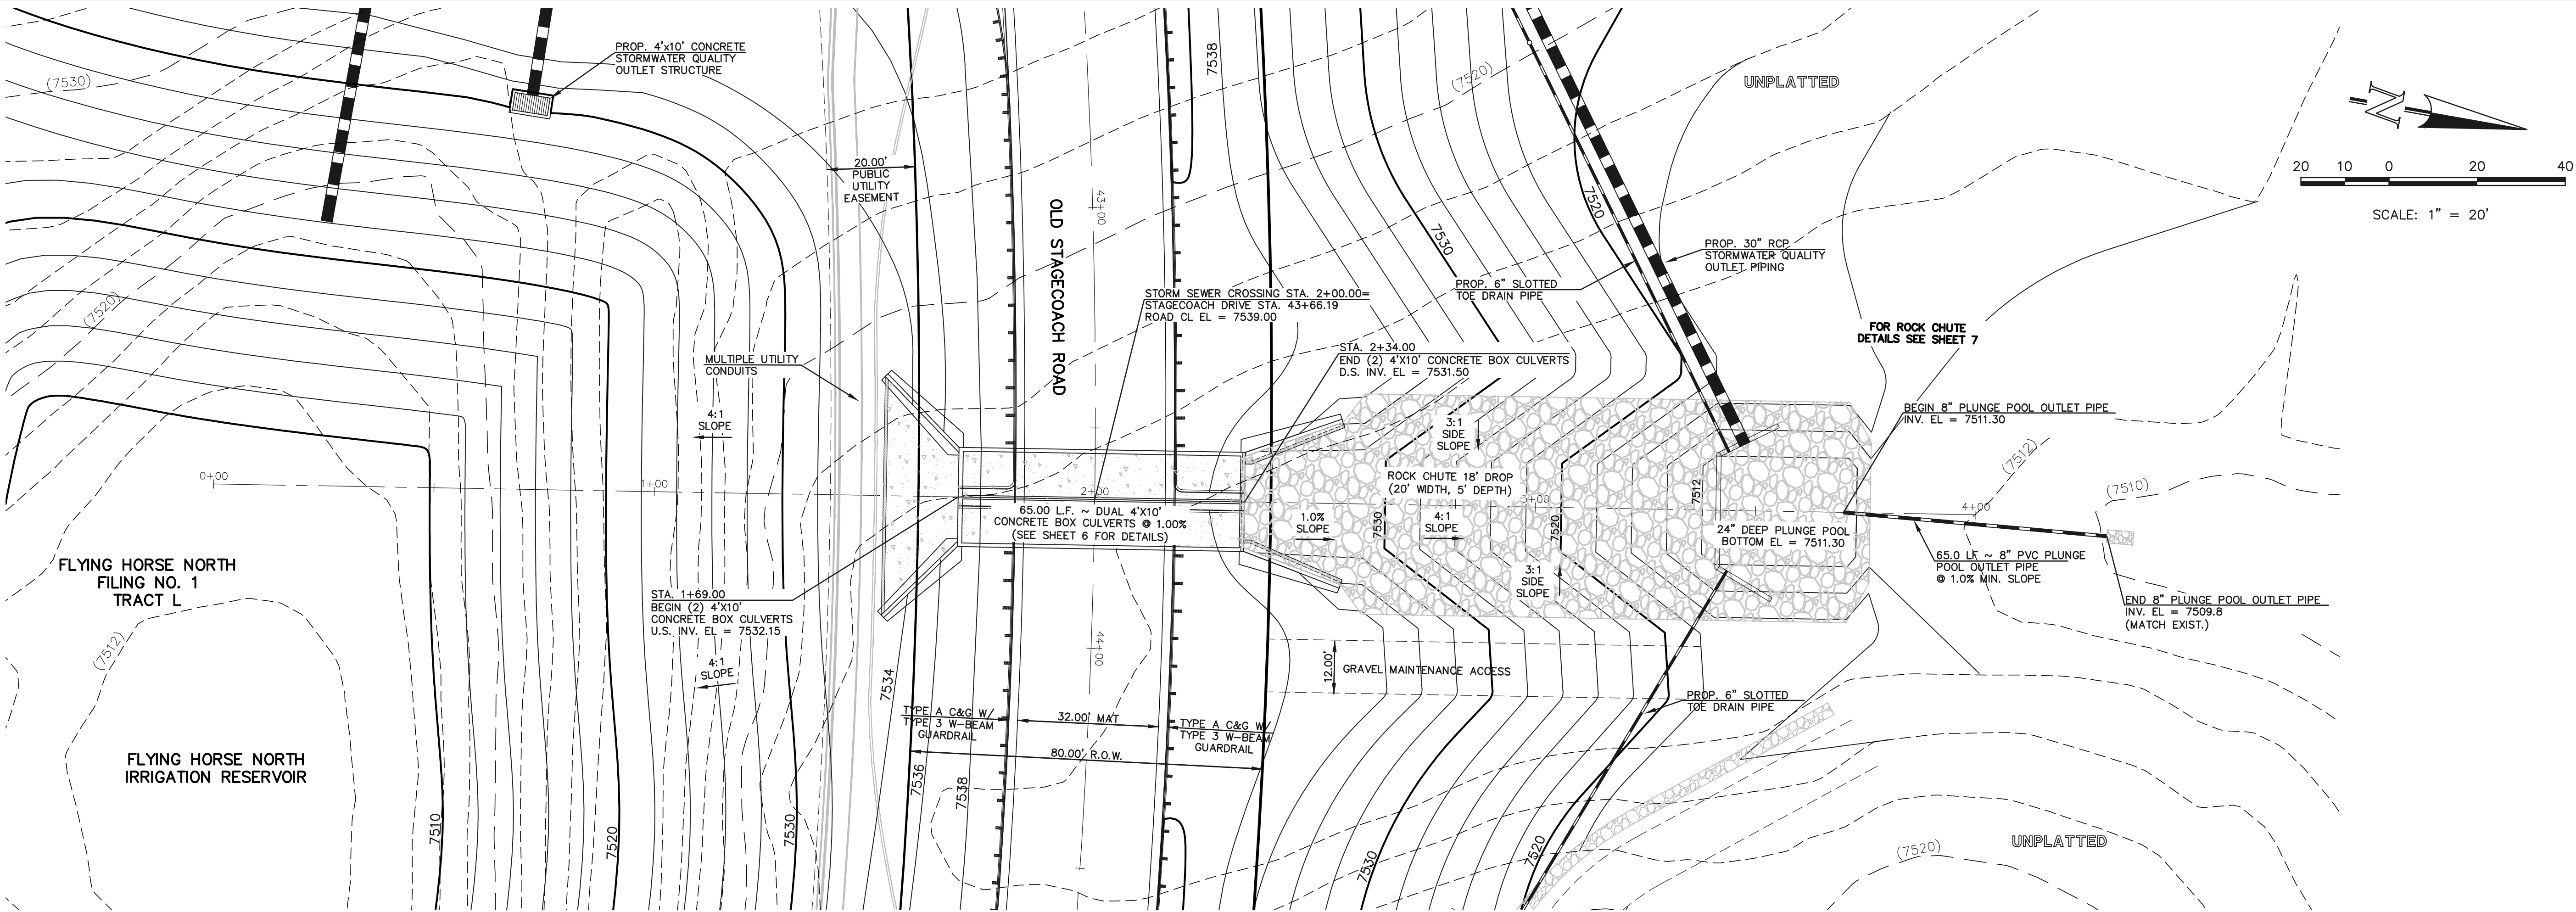 PROP. 4'x10' CONCRETE
STORMWATER QUALITY
OUTLET STRUCTURE
(7530)
7538
(7520)
UNPLATTED
N
20 10 0 20 40
SCALE: 1" = 20'
20.00'
PUBLIC
UTILITY
EASEMENT
43+00
OLD STAGECOACH ROAD
7520
7530
PROP. 30" RCP
STORMWATER QUALITY
OUTLET PIPING
PROP. 6" SLOTTED
TOE DRAIN PIPE
(7520)
STORM SEWER CROSSING STA. 2+00.00=
STAGECOACH DRIVE STA. 43+66.19
ROAD CL EL = 7539.00
FOR ROCK CHUTE
DETAILS SEE SHEET 7
MULTIPLE UTILITY
CONDUITS
STA. 2+34.00
END (2) 4'X10' CONCRETE BOX CULVERTS
D.S. INV. EL = 7531.50
4:1
SLOPE
3:1
SIDE
SLOPE
BEGIN 8" PLUNGE POOL OUTLET PIPE
INV. EL = 7511.30
(7512)
(7510)
0+00
1+00
2+00
3+00
4+00
ROCK CHUTE 18' DROP
(20' WIDTH, 5' DEPTH)
7512
65.00 L.F. ~ DUAL 4'X10'
CONCRETE BOX CULVERTS @ 1.00%
(SEE SHEET 6 FOR DETAILS)
1.0%
SLOPE
7530
4:1
SLOPE
7520
24" DEEP PLUNGE POOL
BOTTOM EL = 7511.30
65.0 LF ~ 8" PVC PLUNGE
POOL OUTLET PIPE
@ 1.0% MIN. SLOPE
3:1
SIDE
SLOPE
FLYING HORSE NORTH
FILING NO. 1
TRACT L
STA. 1+69.00
BEGIN (2) 4'X10'
CONCRETE BOX CULVERTS
U.S. INV. EL = 7532.15
END 8" PLUNGE POOL OUTLET PIPE
INV. EL = 7509.8
(MATCH EXIST.)
(7512)
44+00
4:1
SLOPE
7534
12.00'
GRAVEL MAINTENANCE ACCESS
PROP. 6" SLOTTED
TOE DRAIN PIPE
TYPE A C&G W/
TYPE 3 W-BEAM
GUARDRAIL
32.00' MAT
TYPE A C&G W/
TYPE 3 W-BEAM
GUARDRAIL
80.00' R.O.W.
FLYING HORSE NORTH
IRRIGATION RESERVOIR
7536
7538
7510
7520
7530
7530
7520
(7520)
UNPLATTED